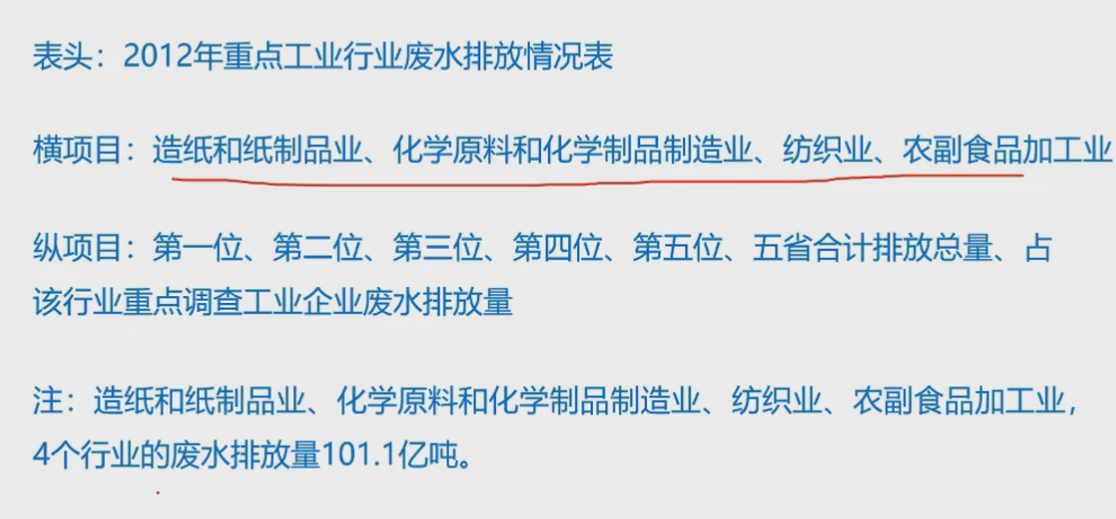 表头：2012年重点工业行业废水排放情况表
横项目：造纸和纸制品业、化学原料和化学制品制造业、纺织业、农副食品加工业
纵项目：第一位、第二位、第三位、第四位、第五位、五省合计排放总量、占
该行业重点调查工业企业废水排放量
注：造纸和纸制品业、化学原料和化学制品制造业、纺织业、农副食品加工业，
4个行业的废水排放量101.1亿吨。